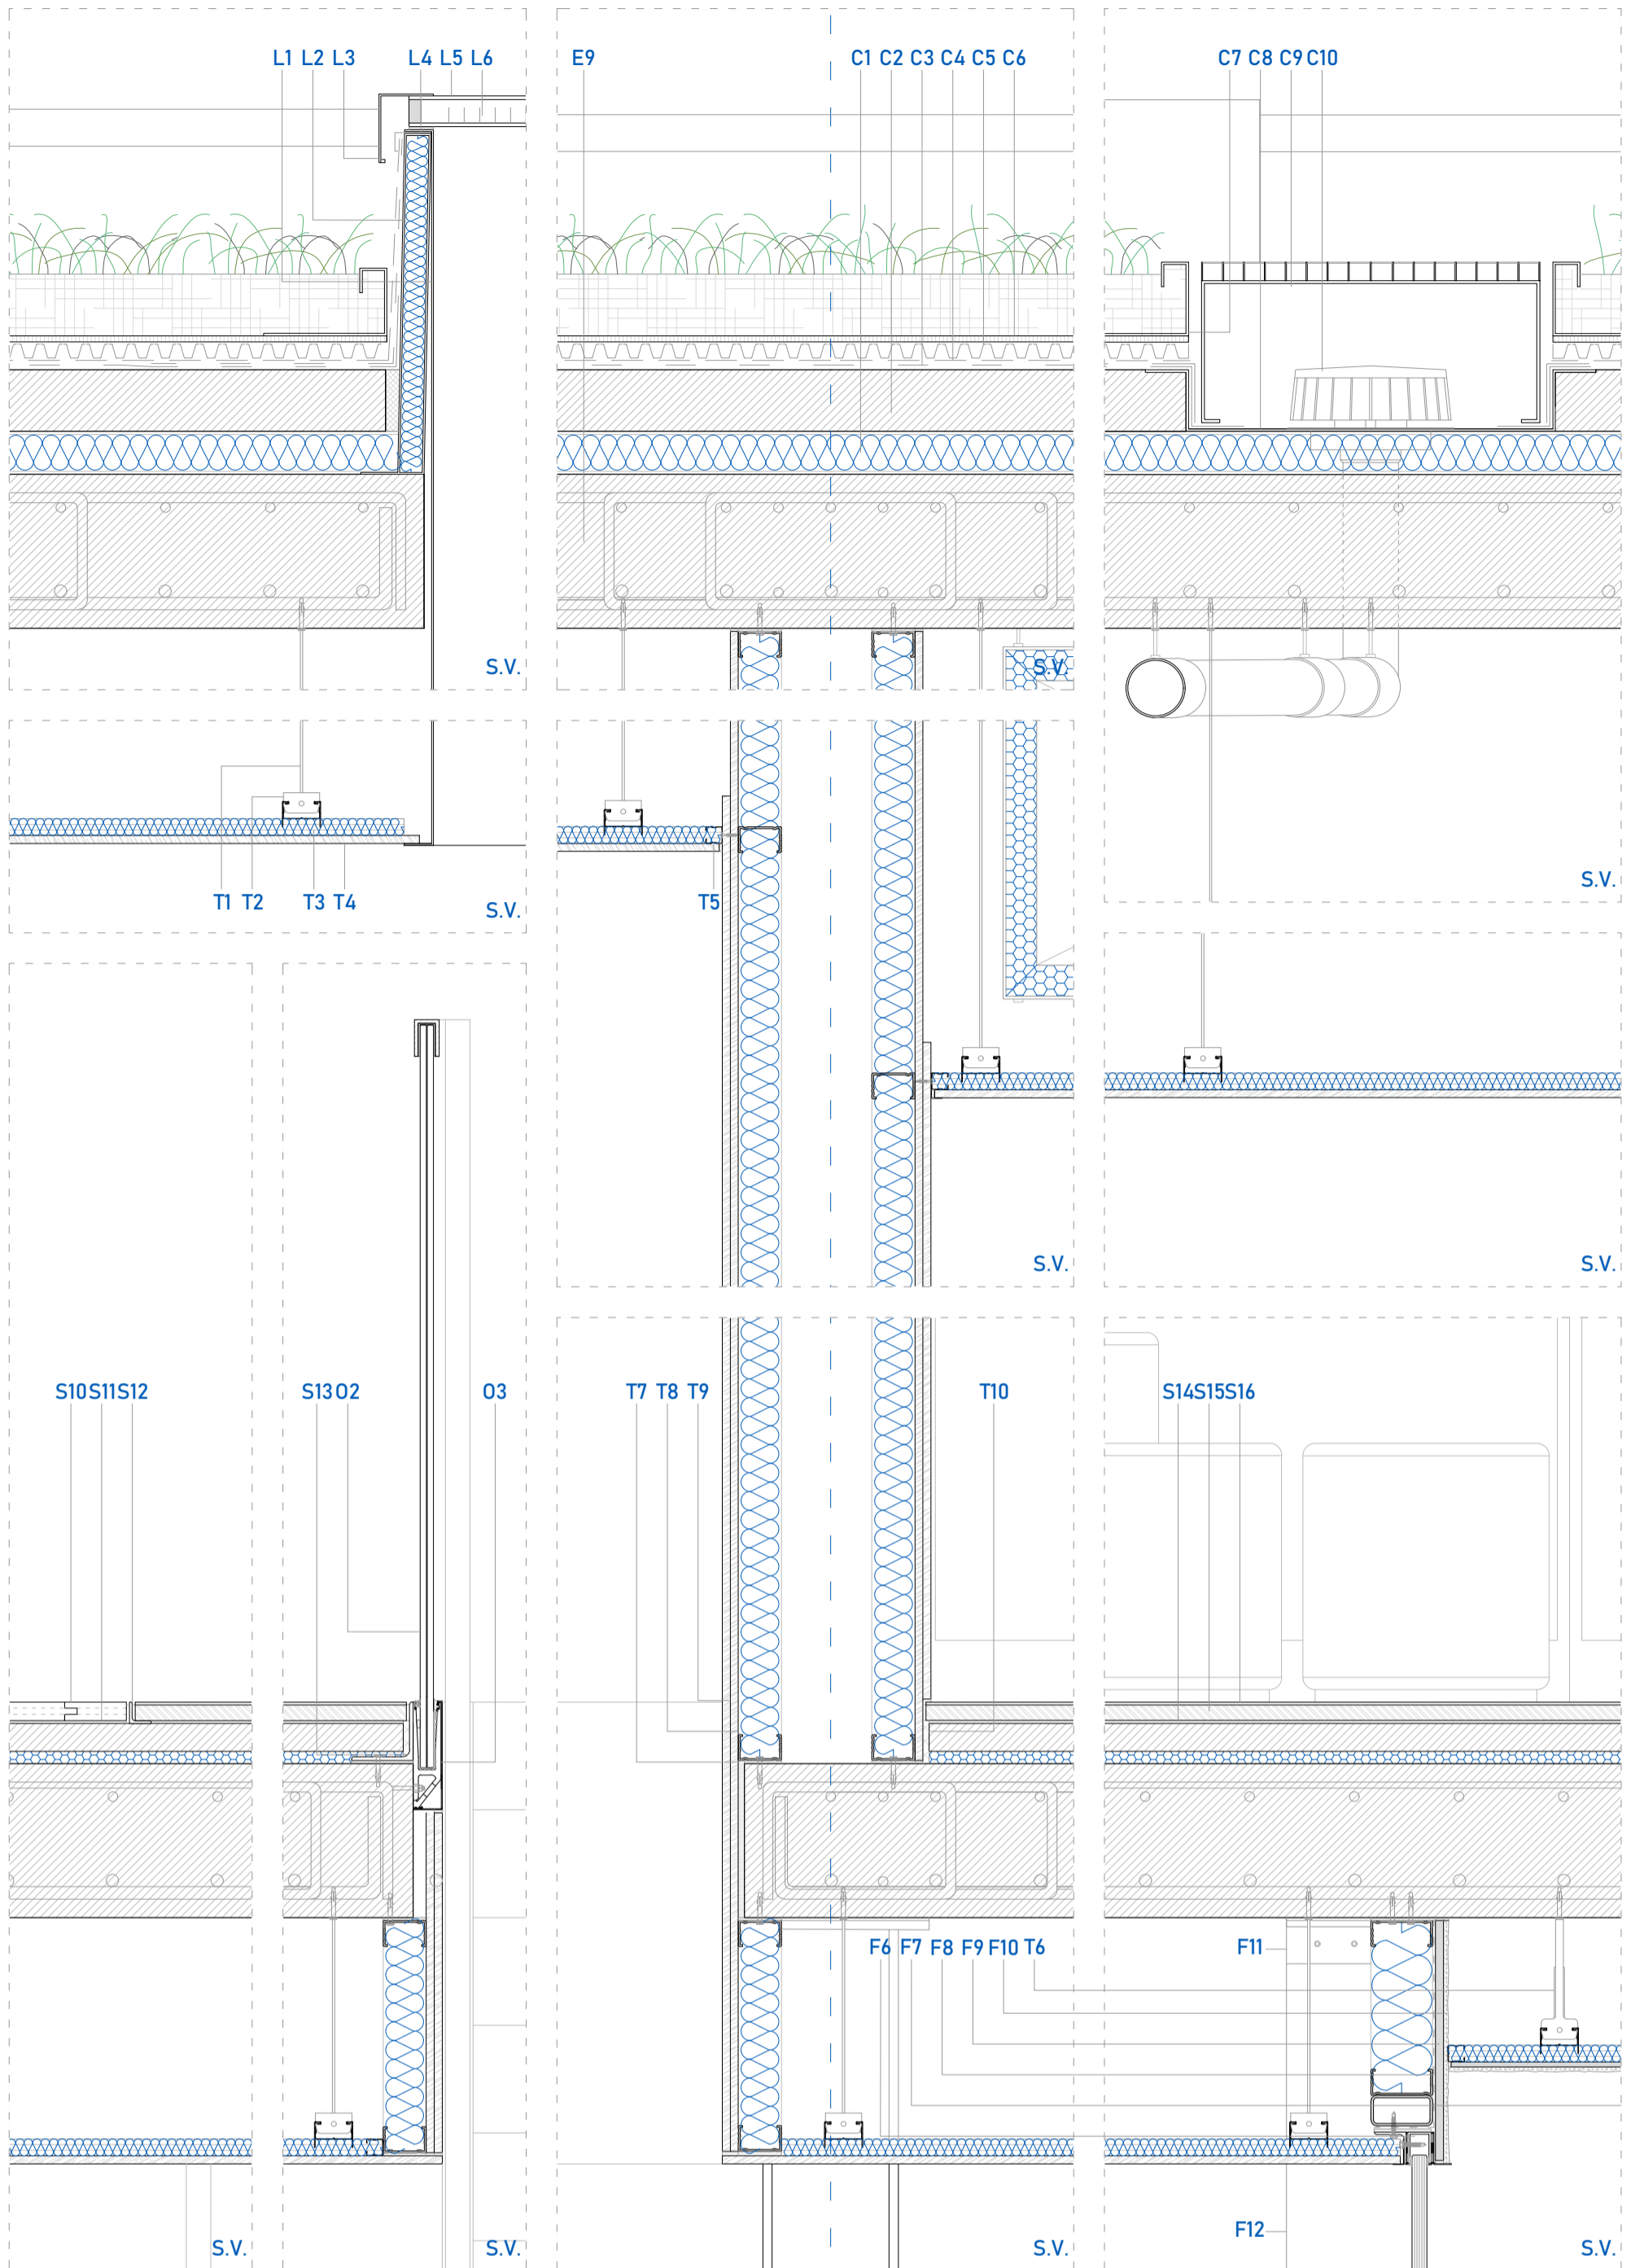 L1 L2 L3 L4 L5 L6 E9 C1 C2 C3 C4 C5 C6 C7 C8 C9 C10
S.V. S.V.
S.V.
T1 T2 T3 T4 T5
S.V.
S.V. S.V.
S10 S11 S12 S13 O2 O3 T7 T8 T9 T10 S14 S15 S16
F6 F7 F8 F9 F10 T6 F11
F12
S.V. S.V. S.V. S.V.